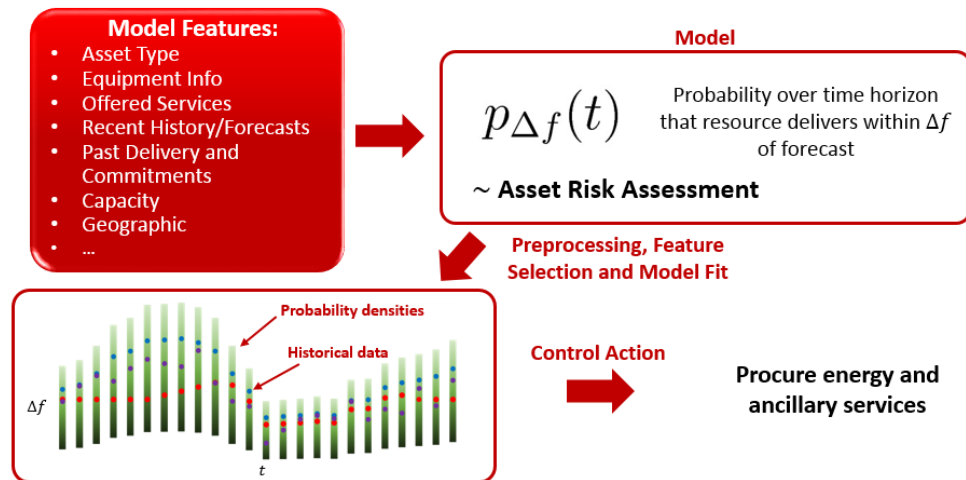 Model Features:
• Asset Type
• Equipment Info
• Offered Services
• Recent History/Forecasts
• Past Delivery and
Commitments
• Capacity
• Geographic
• ...
Model
p_{Δf}(t)
Probability over time horizon
that resource delivers within Δf
of forecast
~ Asset Risk Assessment
Preprocessing, Feature
Selection and Model Fit
Probability densities
Historical data
Δf
t
Control Action
Procure energy and
ancillary services